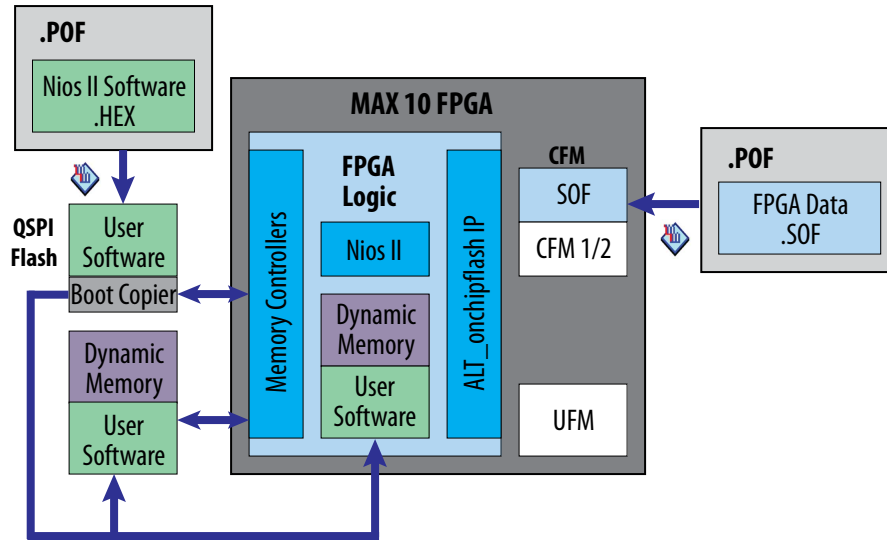 .POF
Nios II Software
.HEX
QSPI
Flash
User
Software
Boot Copier
Dynamic
Memory
User
Software
MAX 10 FPGA
Memory Controllers
FPGA
Logic
Nios II
Dynamic
Memory
User
Software
ALT_onchipflash IP
CFM
SOF
CFM 1/2
UFM
.POF
FPGA Data
.SOF